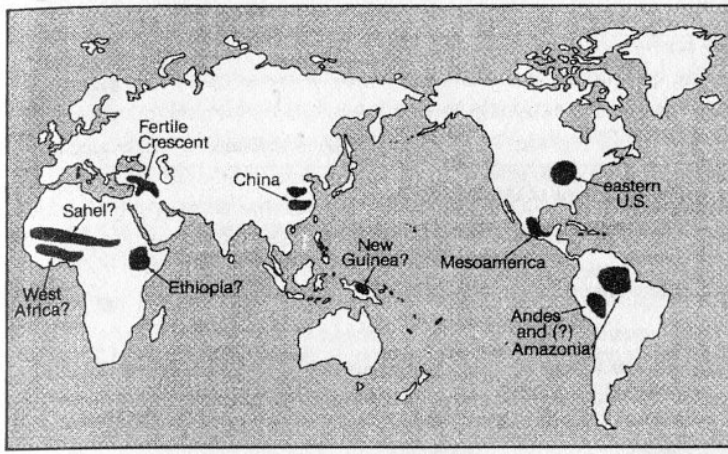 Fertile
Crescent
China
eastern
U.S.
Sahel?
New
Guinea?
Mesoamerica
West
Africa?
Ethiopia?
Andes
and (?)
Amazonia